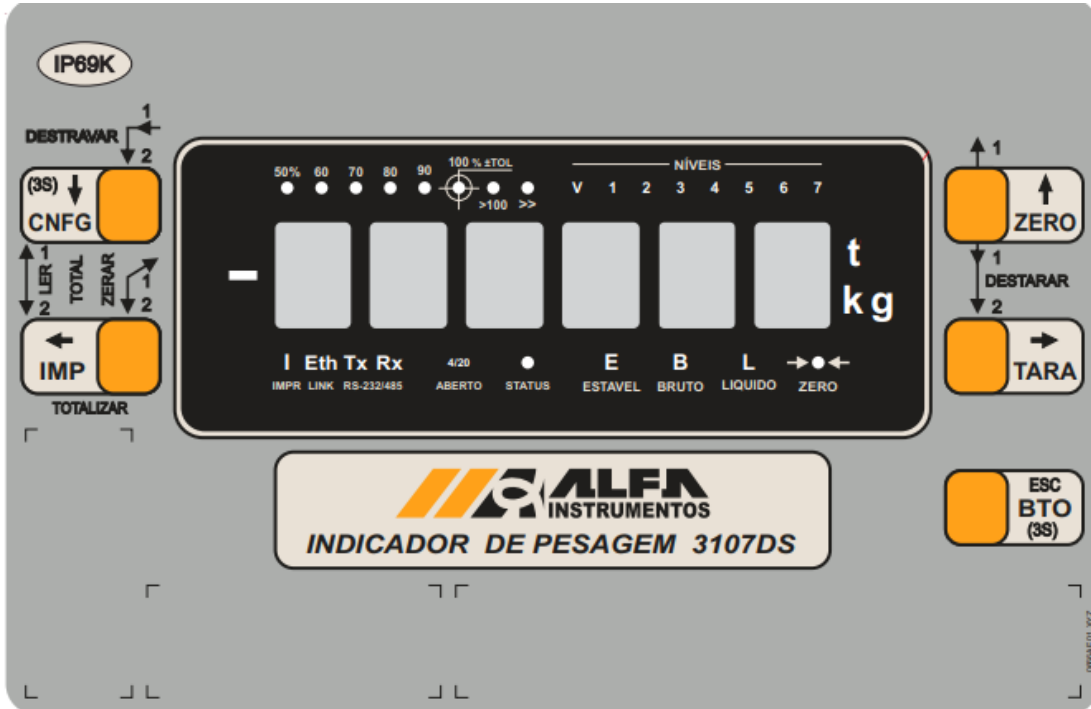 IP69K
1
DESTRAVAR
2
(3S)
CNFG
1
LER
TOTAL
ZERAR
1
2
2
IMP
TOTALIZAR
50% 60 70 80 90 100 % ±TOL
>100 >>
NÍVEIS
V 1 2 3 4 5 6 7
-
t
kg
I Eth Tx Rx 4/20 E B L
IMPR LINK RS-232/485 ABERTO STATUS ESTAVEL BRUTO LIQUIDO ZERO
1
ZERO
1
DESTARAR
2
TARA
ESC
BTO
(3S)
ALFA
INSTRUMENTOS
INDICADOR DE PESAGEM 3107DS